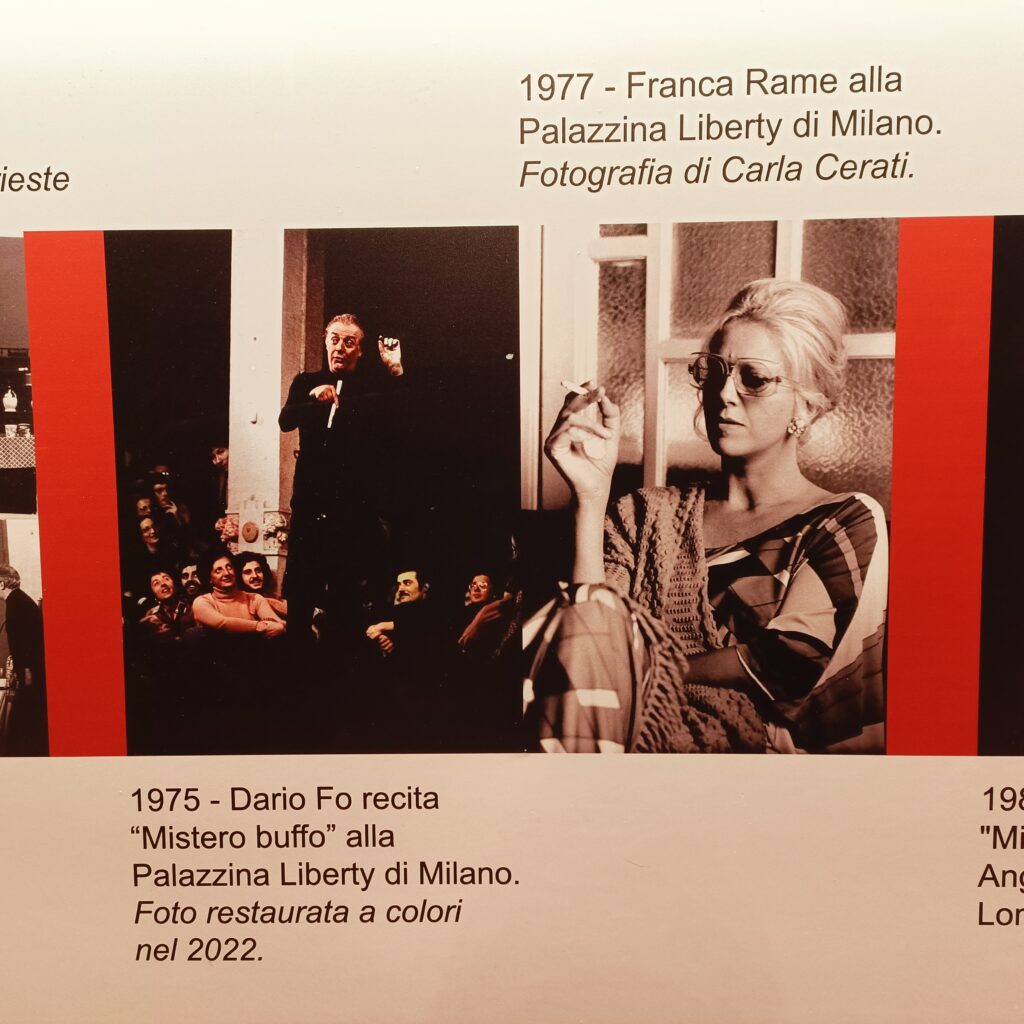 1977 - Franca Rame alla
Palazzina Liberty di Milano.
Fotografia di Carla Cerati.
1975 - Dario Fo recita
“Mistero buffo” alla
Palazzina Liberty di Milano.
Foto restaurata a colori
nel 2022.